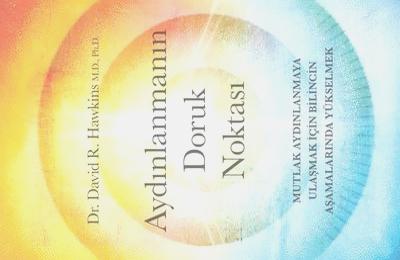 Dr. David R. Hawkins M.D., Ph.D.
Aydınlanmanın
Doruk
Noktası
MUTLAK AYDINLANMAYA
ULAŞMAK İÇİN BİLİNCİN
AŞAMALARINDA YÜKSELMEK